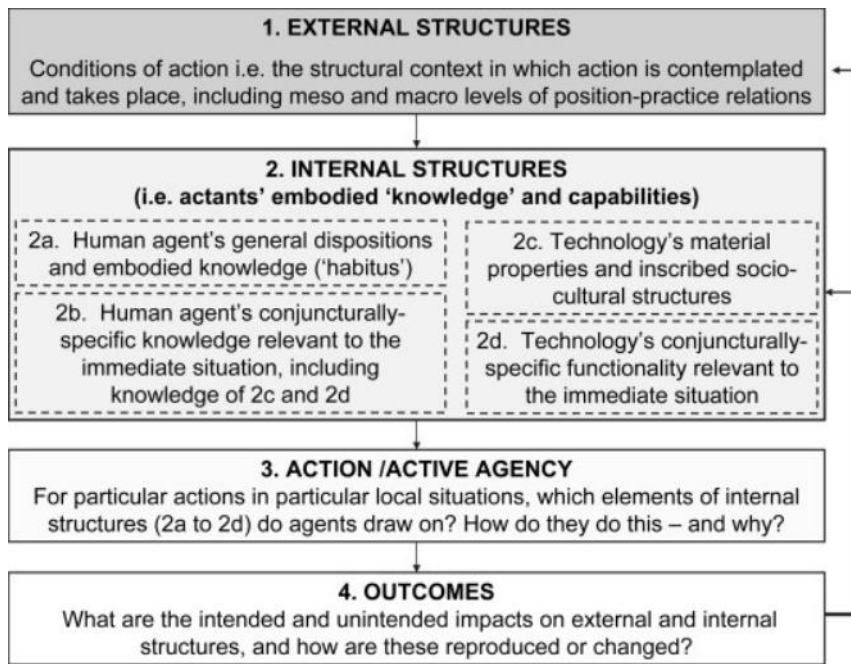 1. EXTERNAL STRUCTURES
Conditions of action i.e. the structural context in which action is contemplated
and takes place, including meso and macro levels of position-practice relations
2. INTERNAL STRUCTURES
(i.e. actants’ embodied ‘knowledge’ and capabilities)
2a. Human agent’s general dispositions
and embodied knowledge (‘habitus’)
2b. Human agent’s conjuncturally-
specific knowledge relevant to the
immediate situation, including
knowledge of 2c and 2d
2c. Technology’s material
properties and inscribed socio-
cultural structures
2d. Technology’s conjuncturally-
specific functionality relevant to
the immediate situation
3. ACTION /ACTIVE AGENCY
For particular actions in particular local situations, which elements of internal
structures (2a to 2d) do agents draw on? How do they do this – and why?
4. OUTCOMES
What are the intended and unintended impacts on external and internal
structures, and how are these reproduced or changed?